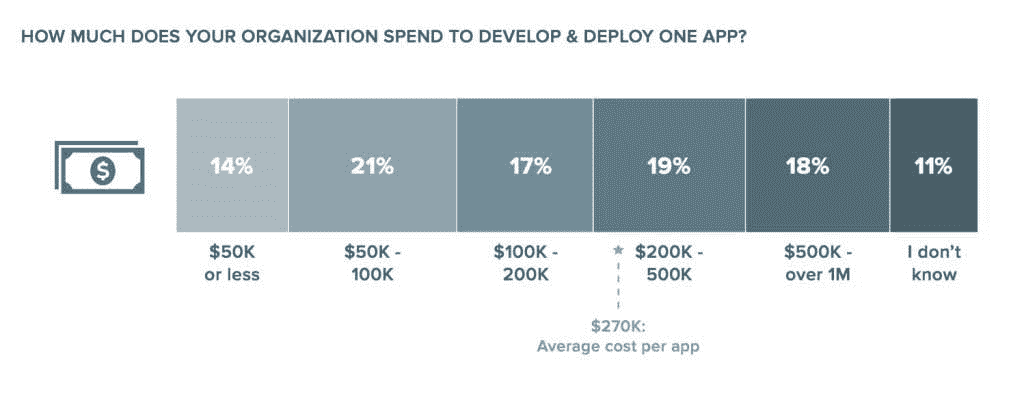 HOW MUCH DOES YOUR ORGANIZATION SPEND TO DEVELOP & DEPLOY ONE APP?
$
14%
21%
17%
19%
18%
11%
$50K
or less
$50K -
100K
$100K -
200K
$200K -
500K
$500K -
over 1M
I don't
know
$270K:
Average cost per app